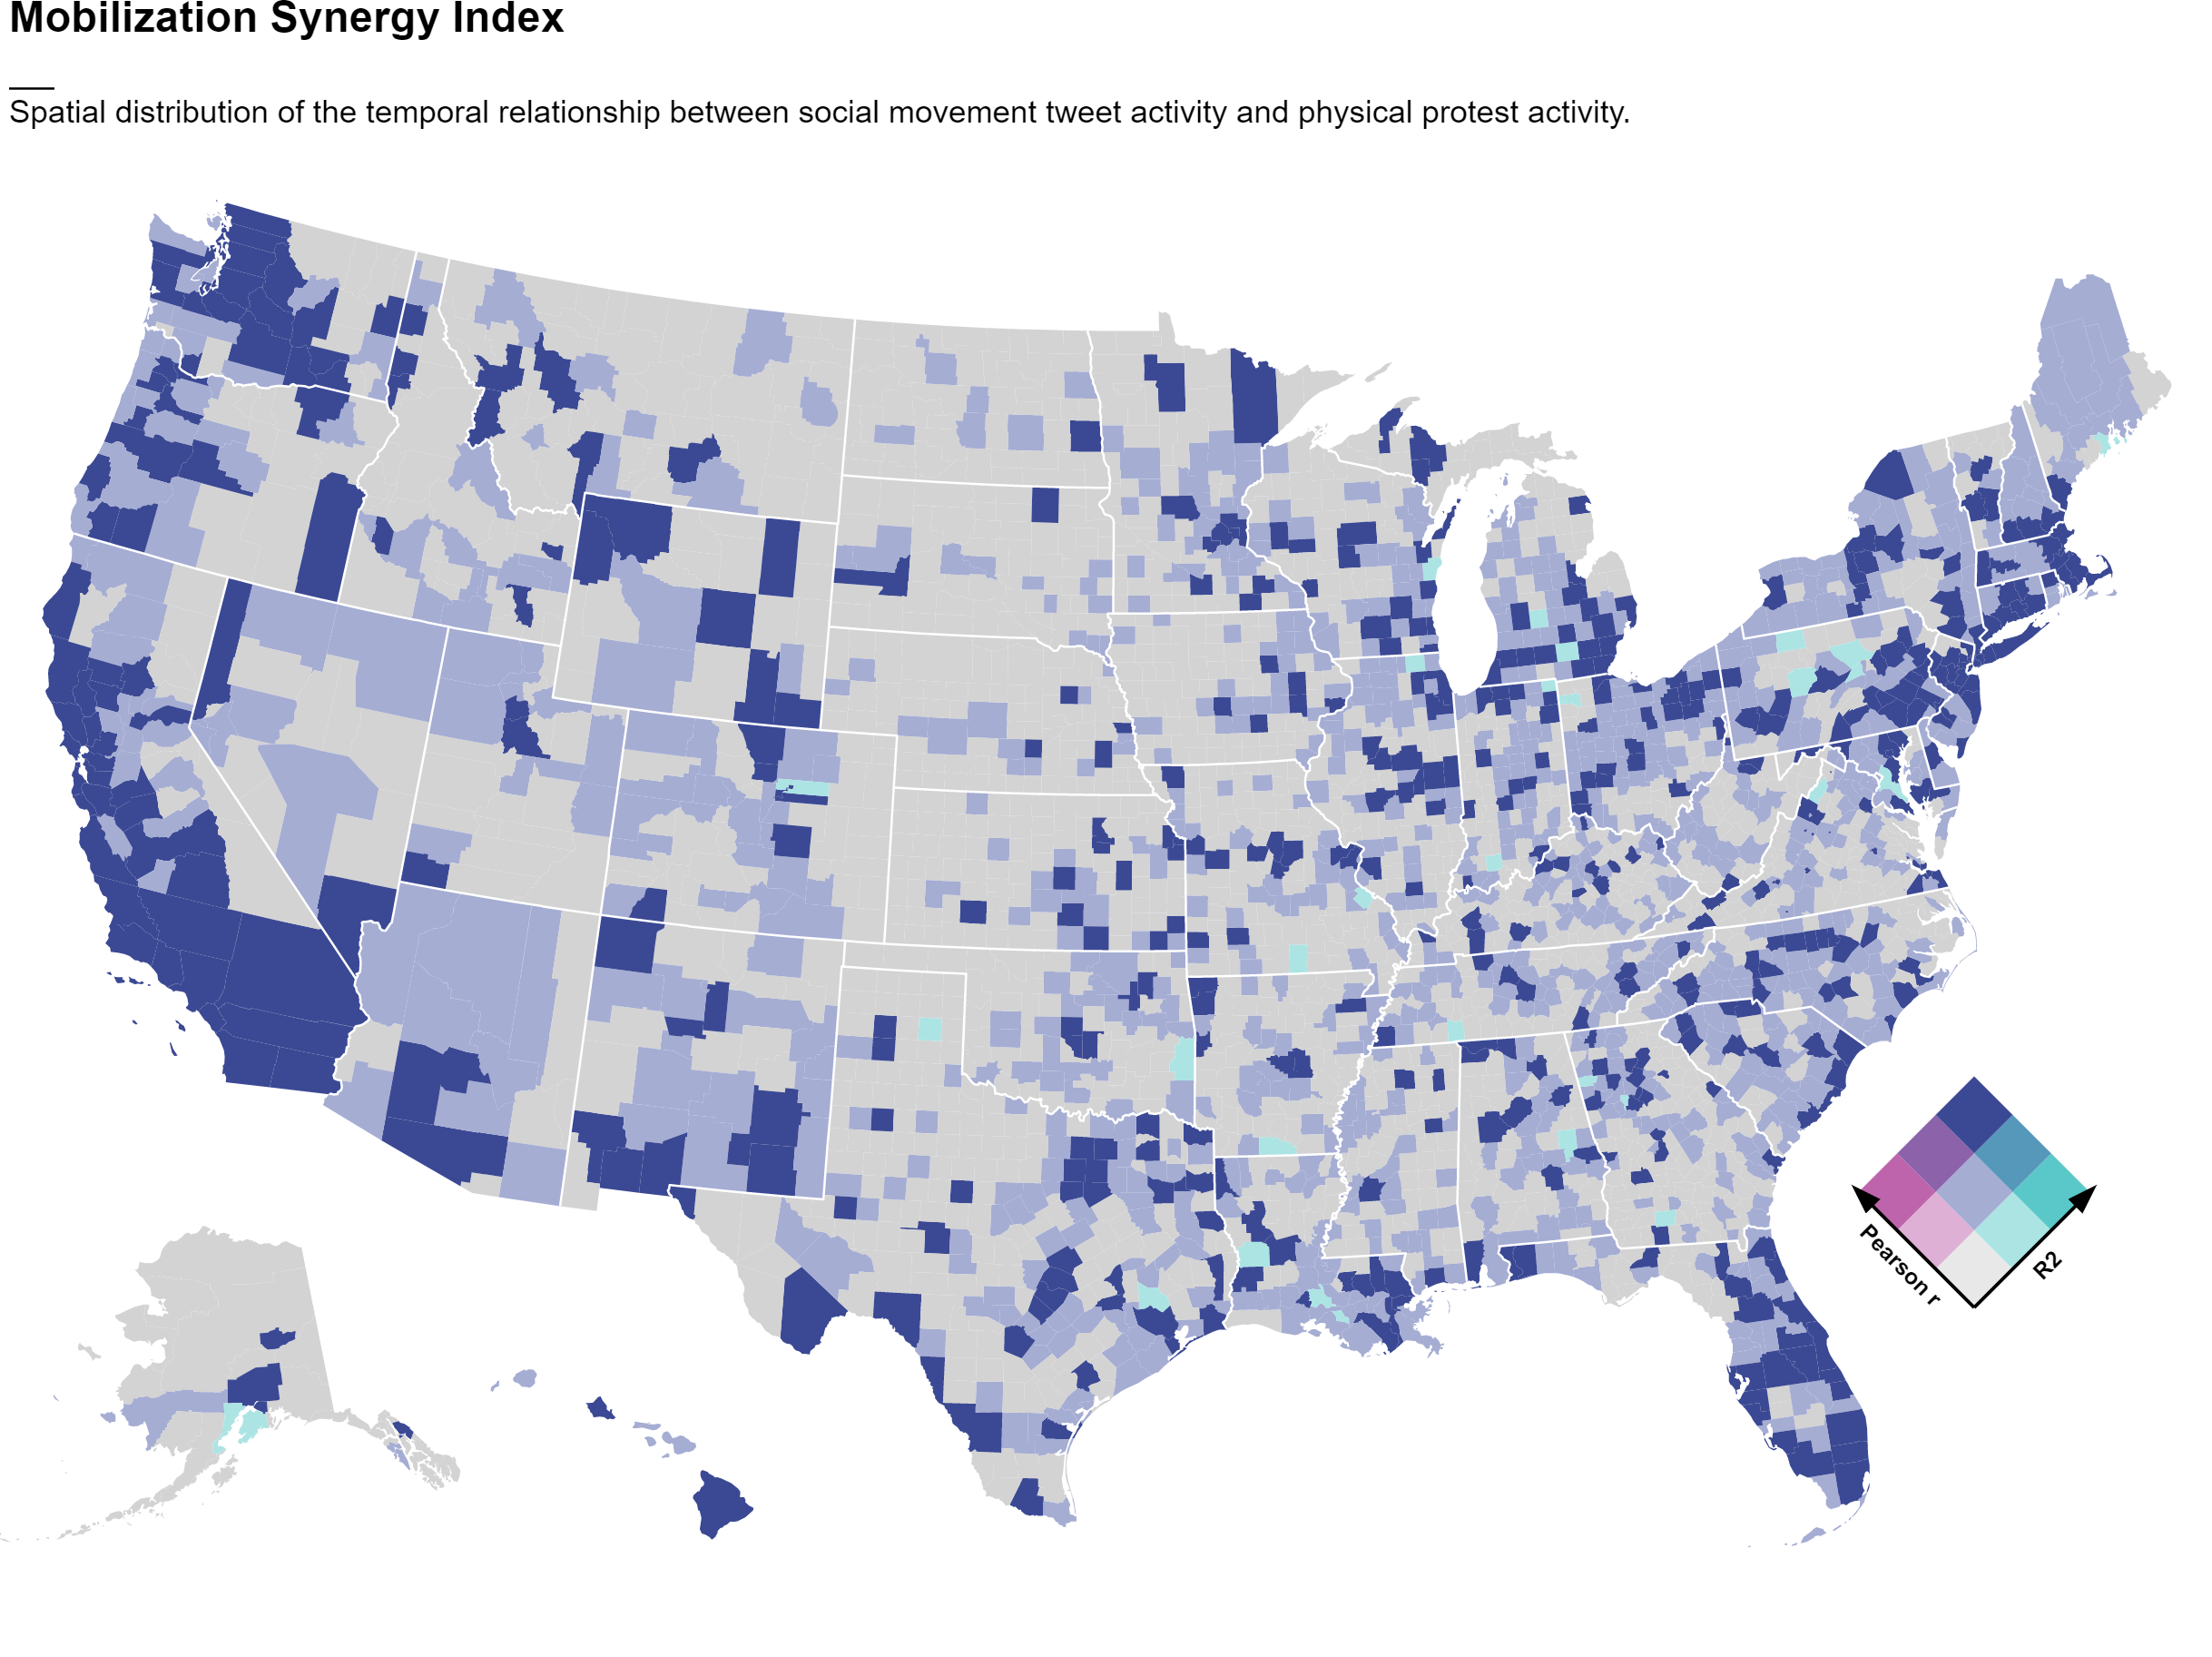 Mobilization Synergy Index
Spatial distribution of the temporal relationship between social movement tweet activity and physical protest activity.
Pearson r
R2